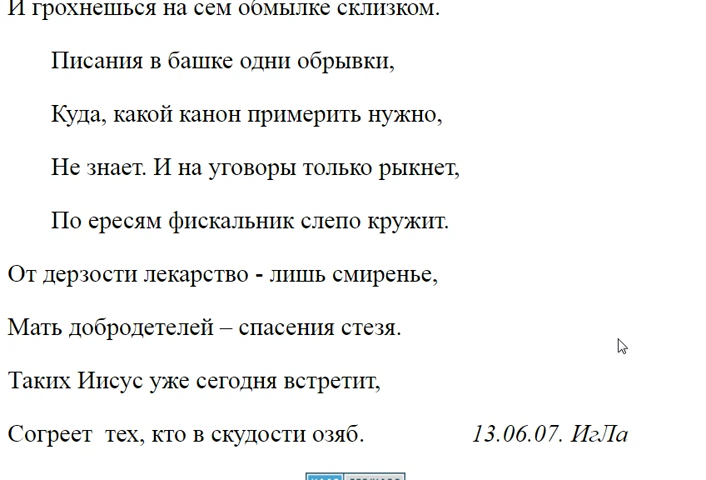 И грохнешься на сем обмылке склизком.
Писания в башке одни обрывки,
Куда, какой канон примерить нужно,
Не знает. И на уговоры только рыкнет,
По ересям фискальник слепо кружит.
От дерзости лекарство - лишь смиренье,
Мать добродетелей – спасения стезя.
Таких Иисус уже сегодня встретит,
Согреет тех, кто в скудости озяб. 13.06.07. ИгЛа